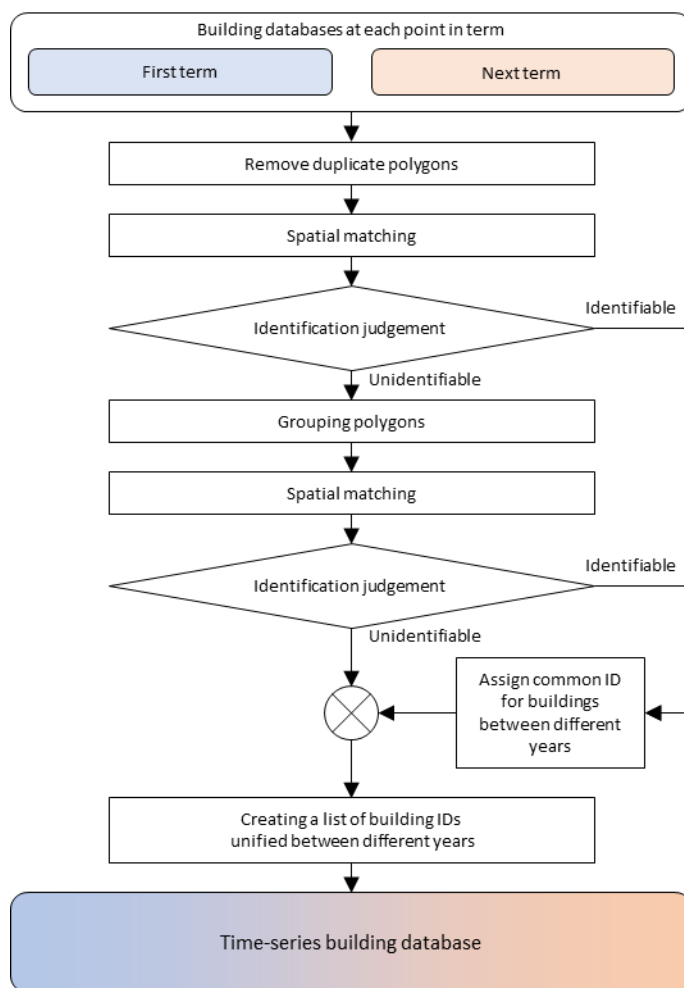 Building databases at each point in term
First term
Next term
Remove duplicate polygons
Spatial matching
Identification judgement
Identifiable
Unidentifiable
Grouping polygons
Spatial matching
Identification judgement
Identifiable
Unidentifiable
Assign common ID
for buildings
between different
years
Creating a list of building IDs
unified between different years
Time-series building database